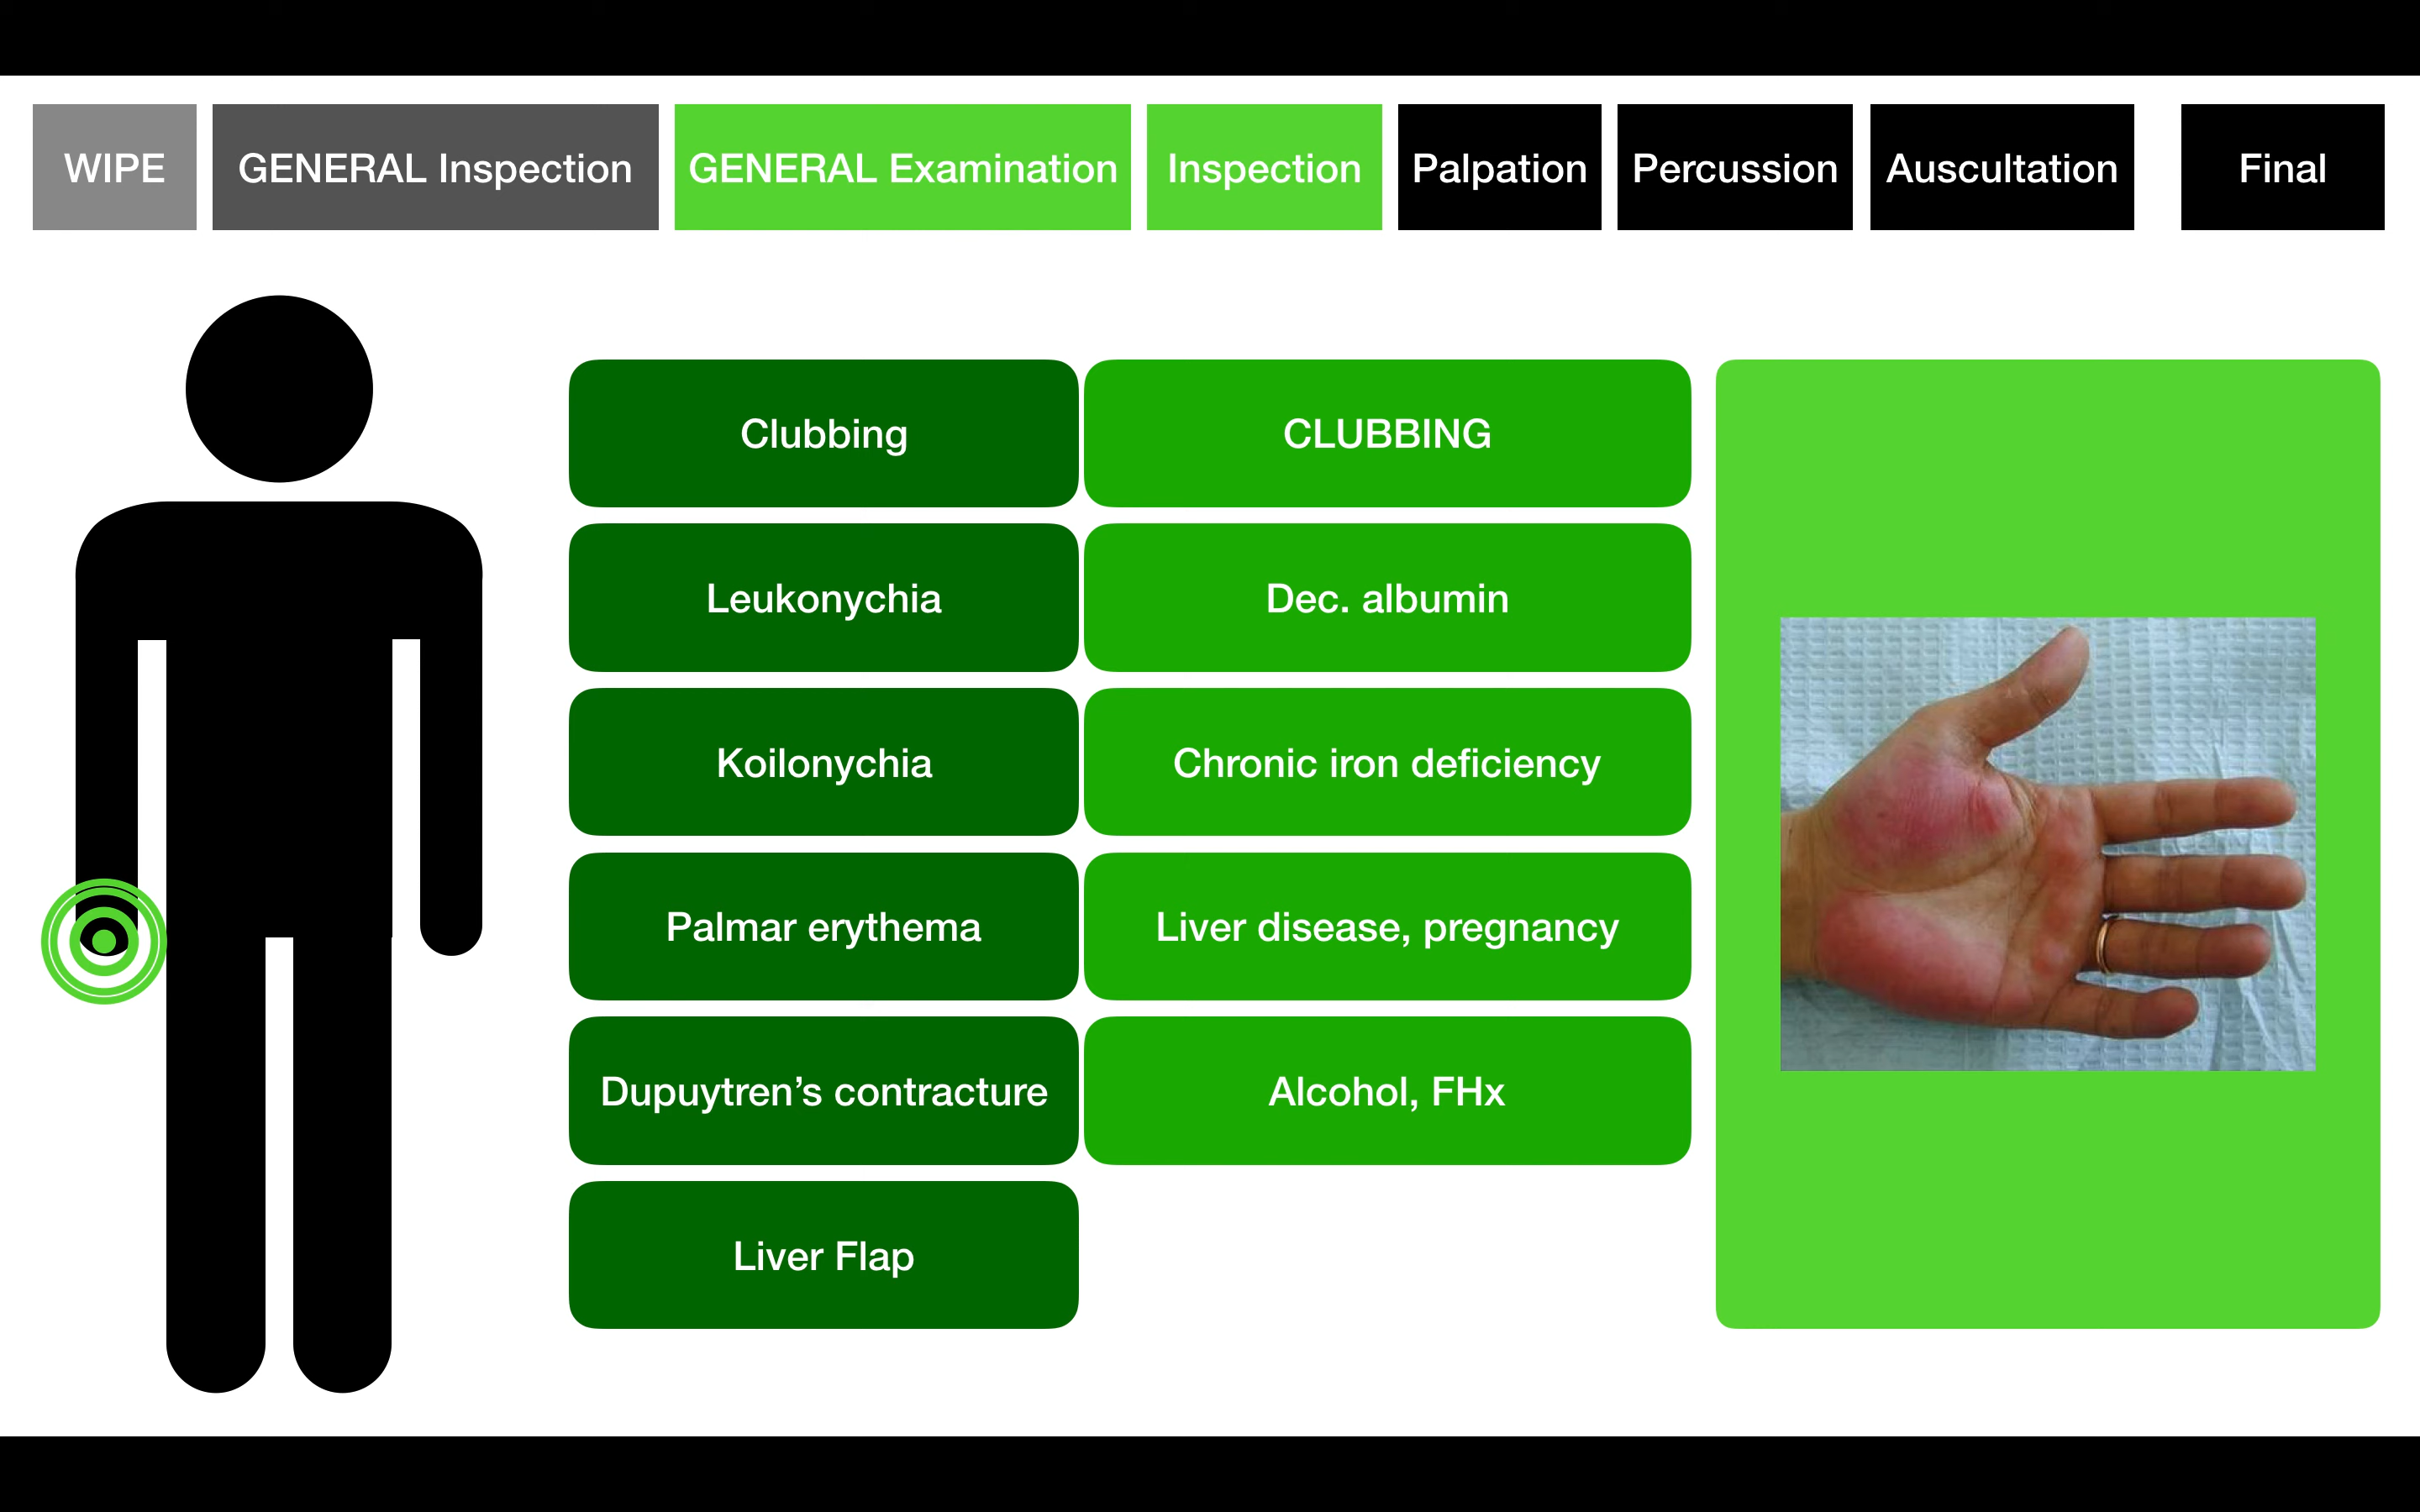 WIPE
GENERAL Inspection
GENERAL Examination
Inspection
Palpation
Percussion
Auscultation
Final
Clubbing
CLUBBING
Leukonychia
Dec. albumin
Koilonychia
Chronic iron deficiency
Palmar erythema
Liver disease, pregnancy
Dupuytren’s contracture
Alcohol, FHx
Liver Flap